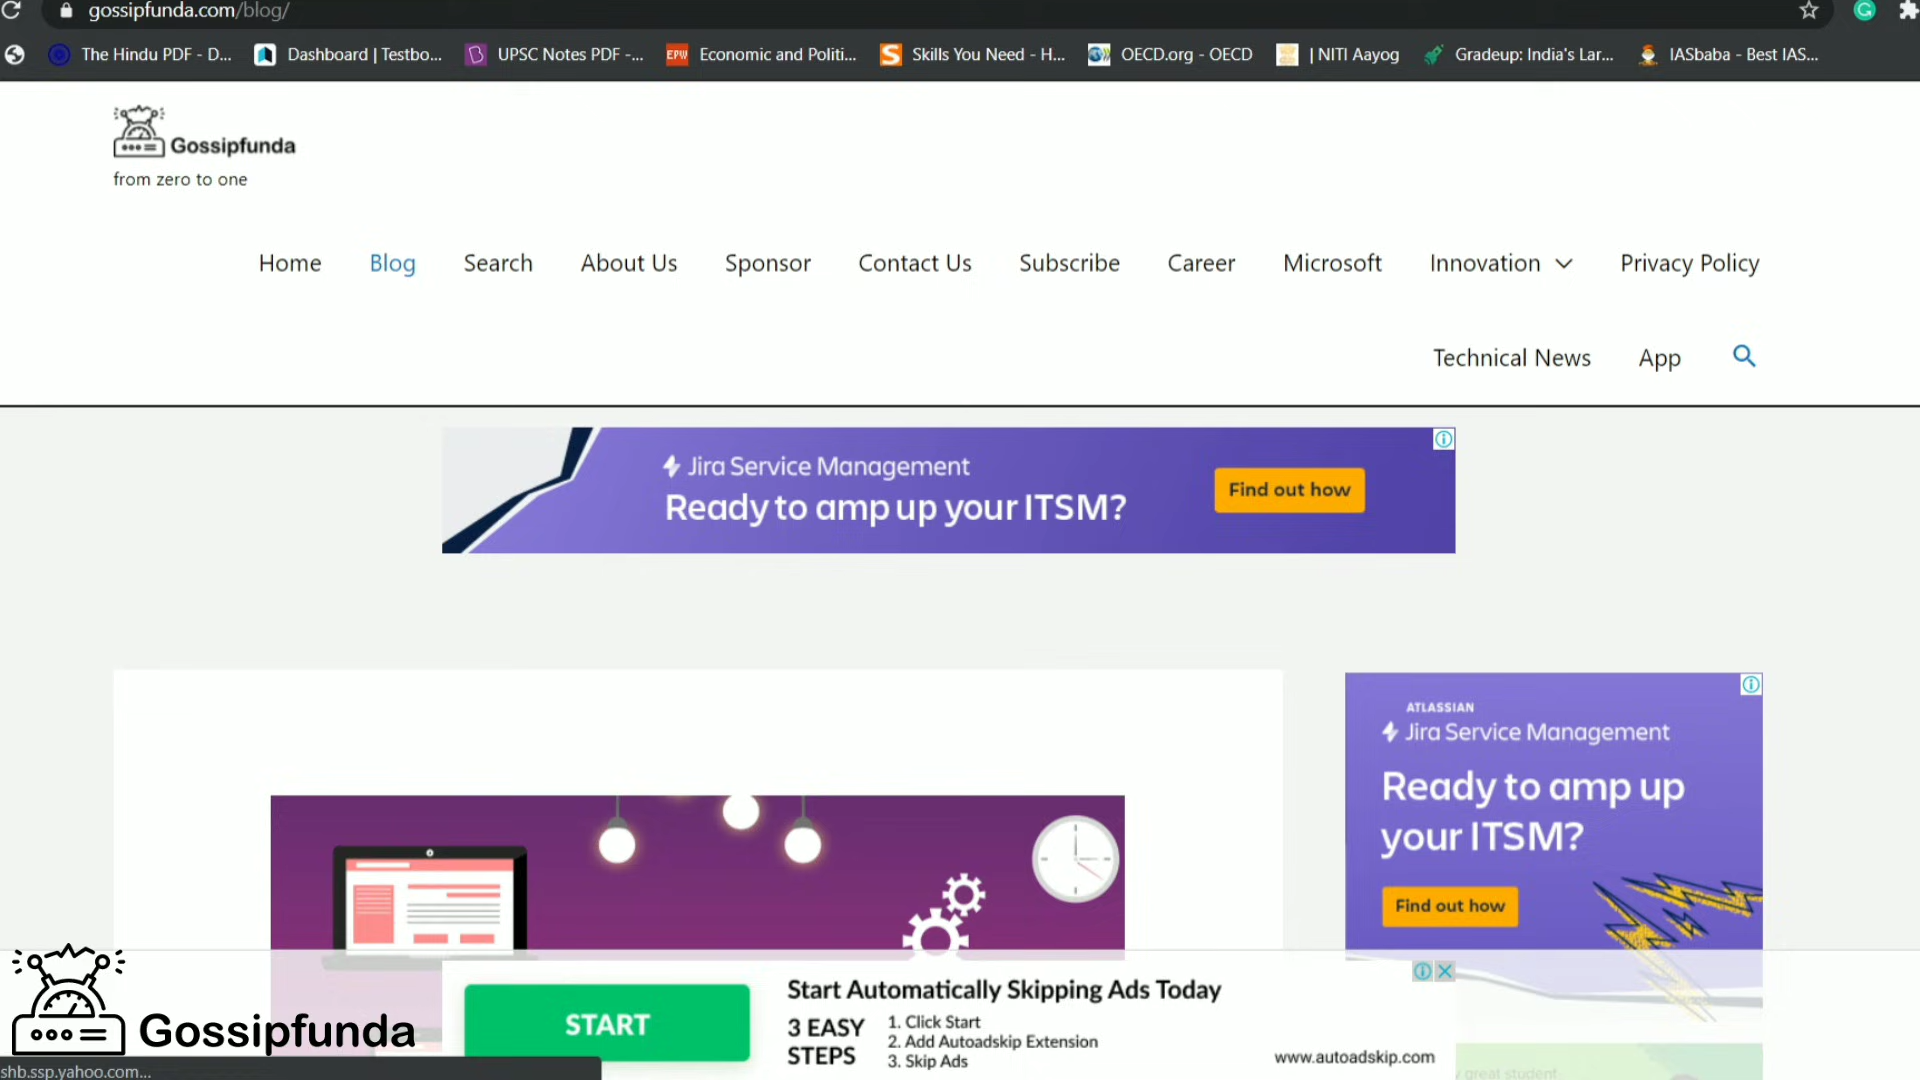 gossipfunda.com/blog/
The Hindu PDF - D... Dashboard | Testbo... UPSC Notes PDF -... EPW Economic and Politi... S Skills You Need - H... OECD.org - OECD | NITI Aayog Gradeup: India's Lar... IASbaba - Best IAS...
Gossipfunda
from zero to one
Home Blog Search About Us Sponsor Contact Us Subscribe Career Microsoft Innovation Privacy Policy
Technical News App
Jira Service Management
Ready to amp up your ITSM?
Find out how
ATLASSIAN
Jira Service Management
Ready to amp up
your ITSM?
Find out how
START
Start Automatically Skipping Ads Today
3 EASY
STEPS
1. Click Start
2. Add Autoadskip Extension
3. Skip Ads
www.autoadskip.com
Gossipfunda
shb.ssp.yahoo.com...
great student